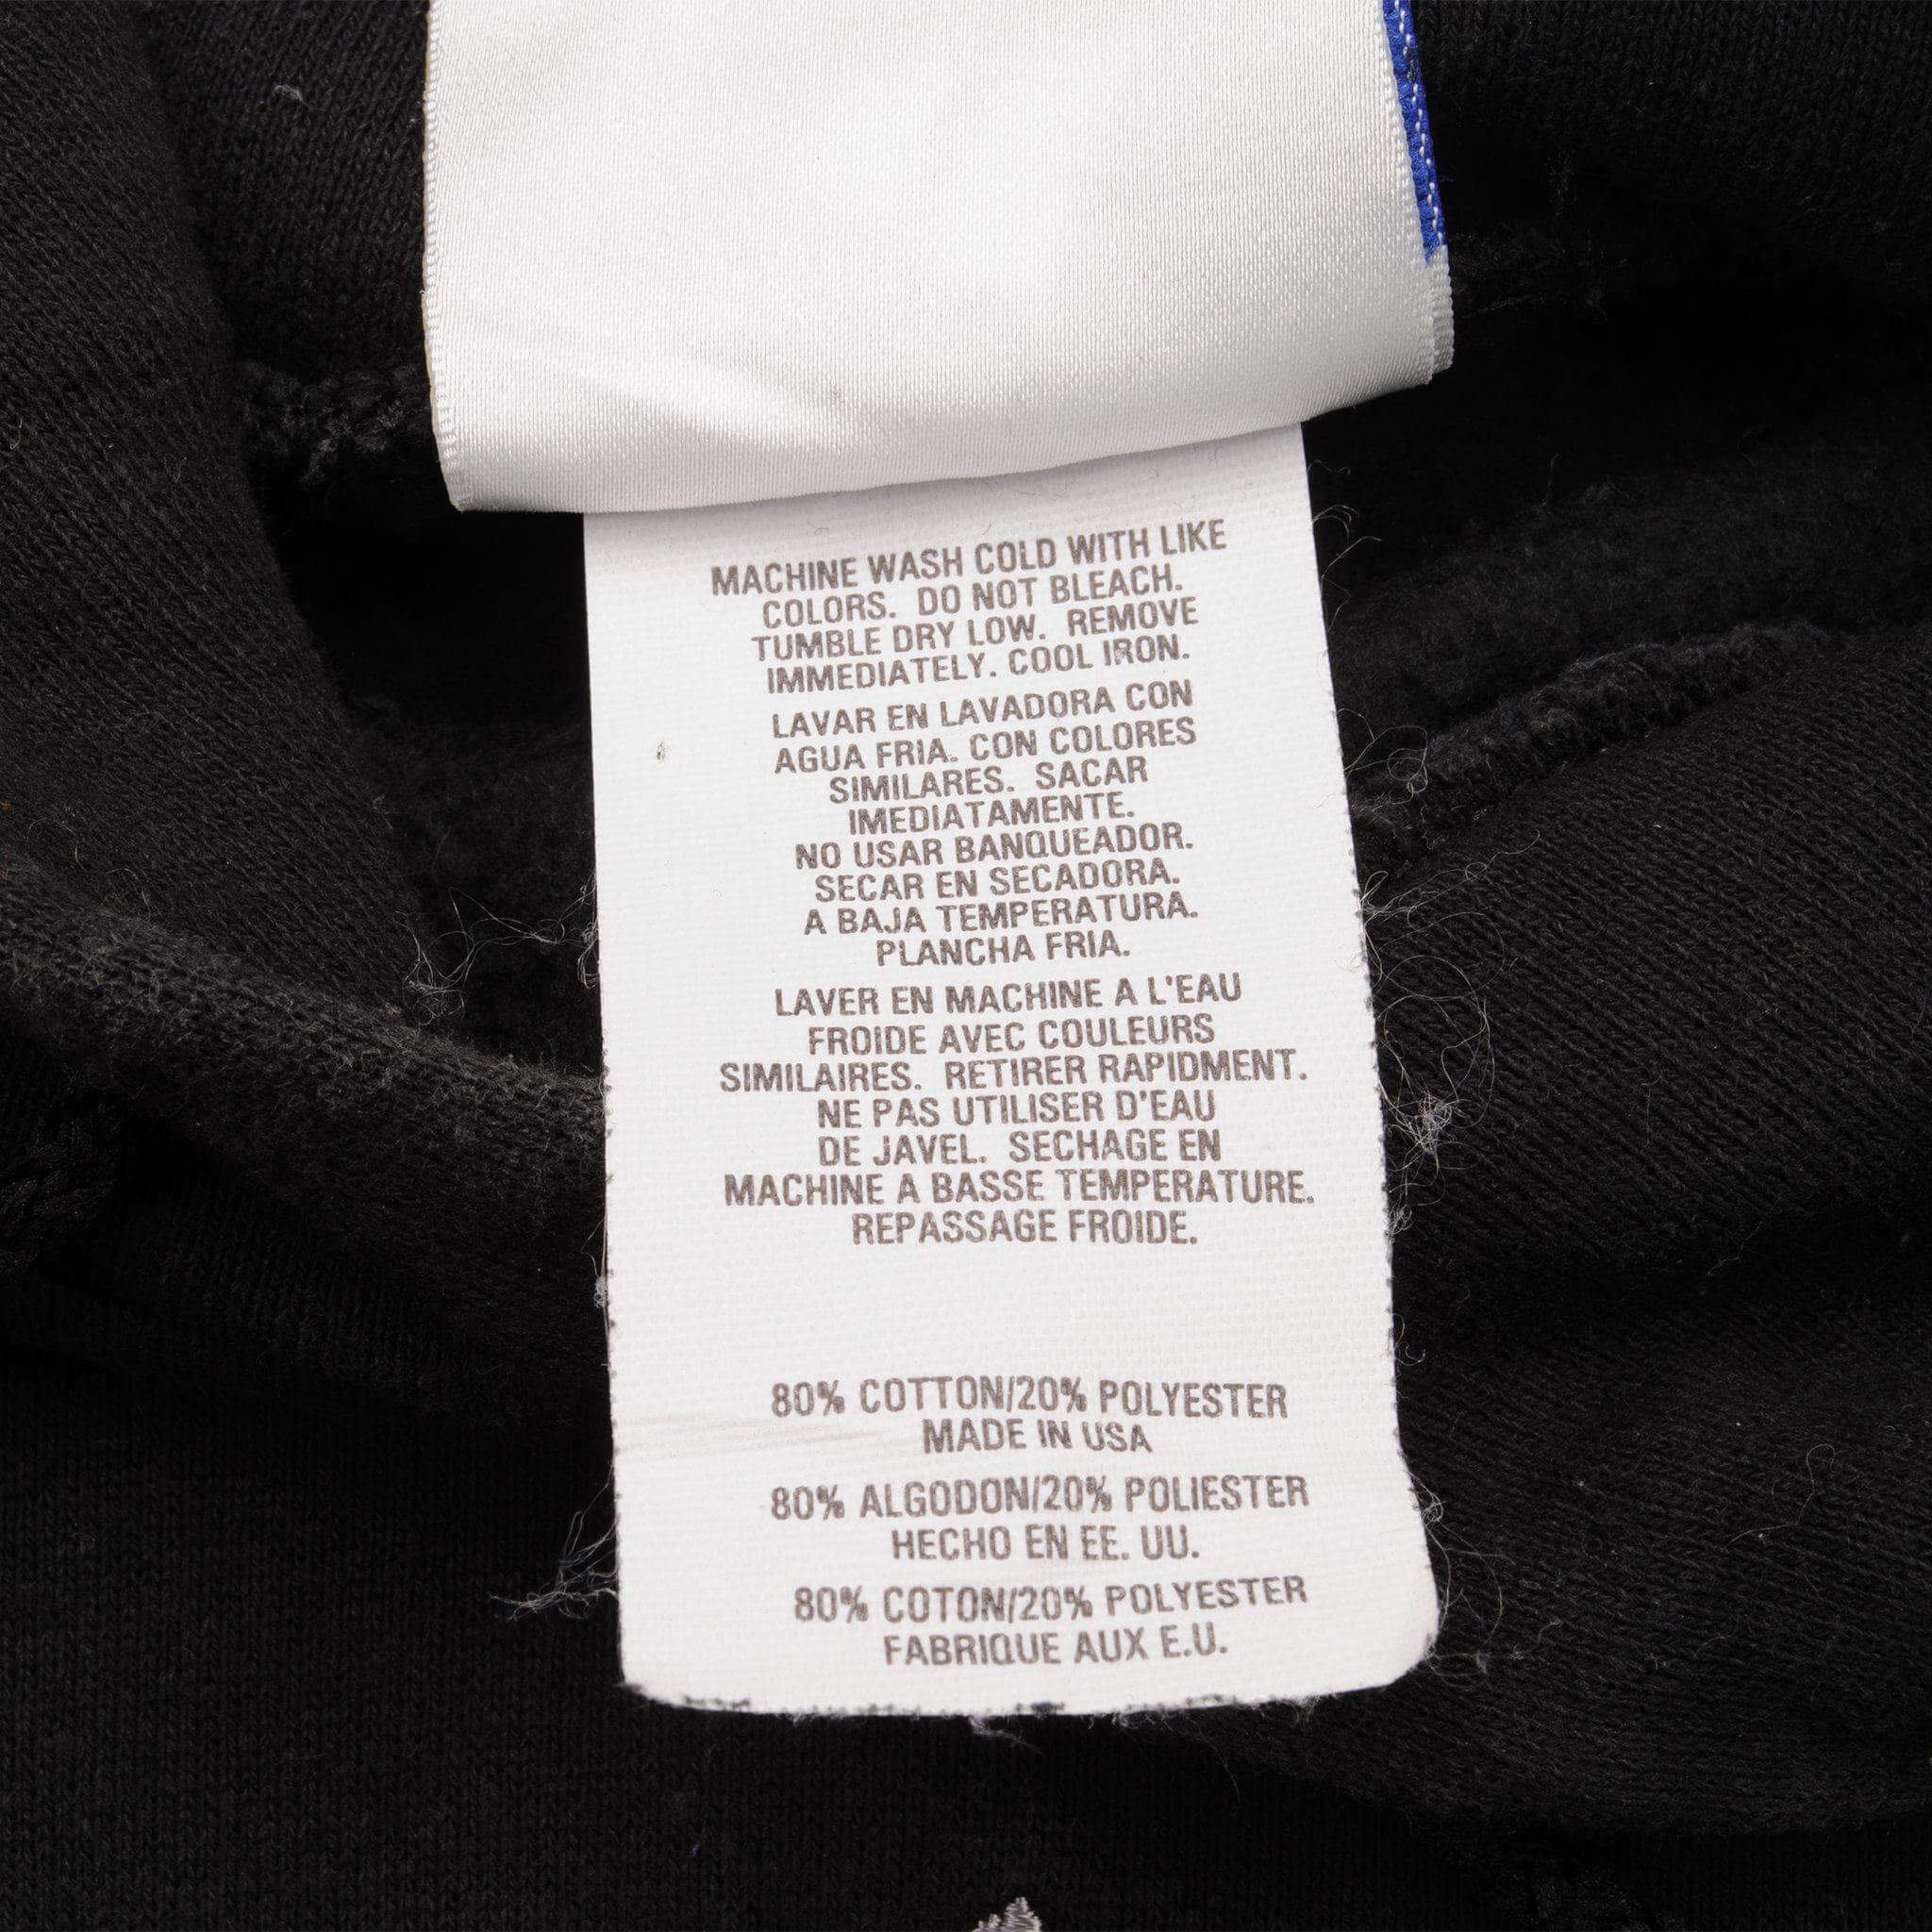 MACHINE WASH COLD WITH LIKE
COLORS. DO NOT BLEACH.
TUMBLE DRY LOW. REMOVE
IMMEDIATELY. COOL IRON.
LAVAR EN LAVADORA CON
AGUA FRIA. CON COLORES
SIMILARES. SACAR
IMEDIATAMENTE.
NO USAR BANQUEADOR.
SECAR EN SECADORA.
A BAJA TEMPERATURA.
PLANCHA FRIA.
LAVER EN MACHINE A L'EAU
FROIDE AVEC COULEURS
SIMILAIRES. RETIRER RAPIDMENT.
NE PAS UTILISER D'EAU
DE JAVEL. SECHAGE EN
MACHINE A BASSE TEMPERATURE.
REPASSAGE FROIDE.
80% COTTON/20% POLYESTER
MADE IN USA
80% ALGODON/20% POLIESTER
HECHO EN EE. UU.
80% COTON/20% POLYESTER
FABRIQUE AUX E.U.